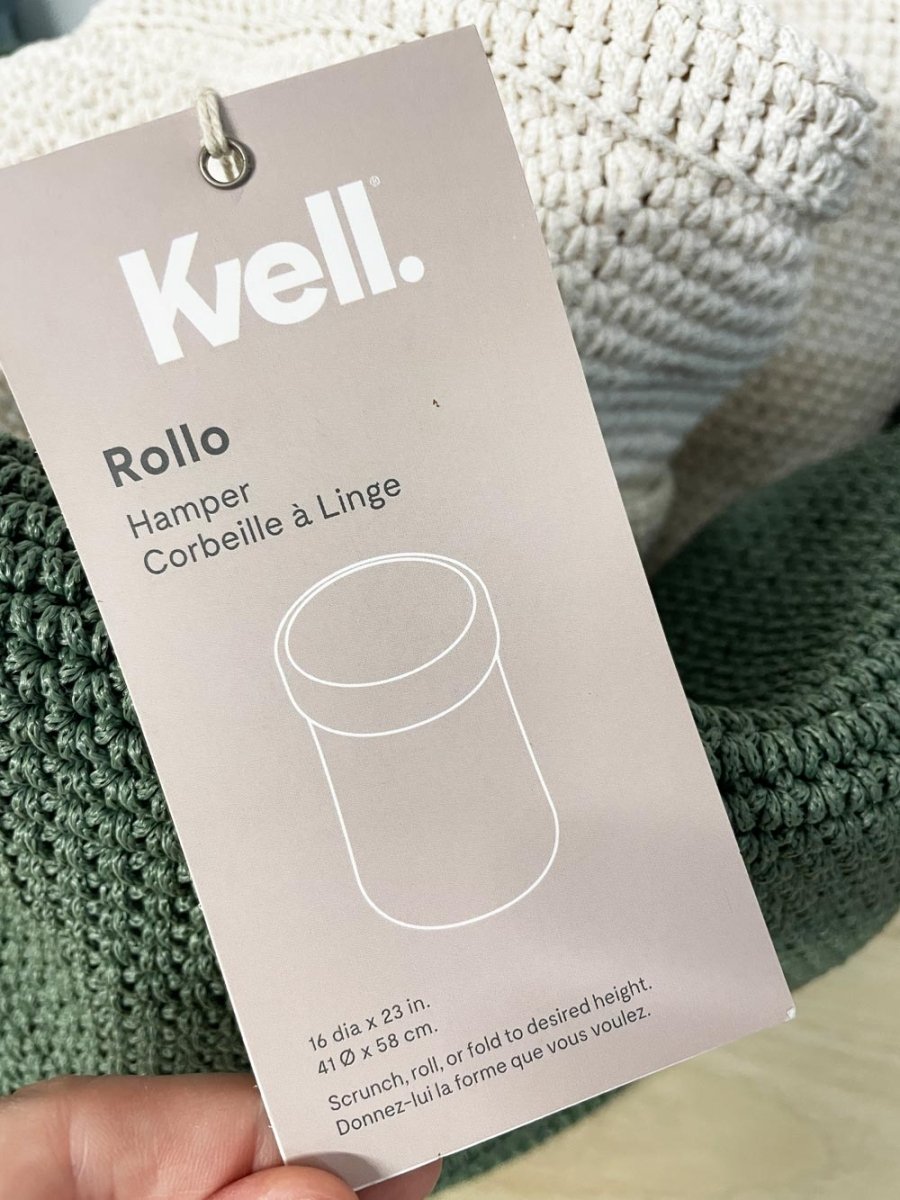 Kvell.®
Rollo
Hamper
Corbeille à Linge
16 dia x 23 in.
41 Ø x 58 cm.
Scrunch, roll, or fold to desired height.
Donnez-lui la forme que vous voulez.